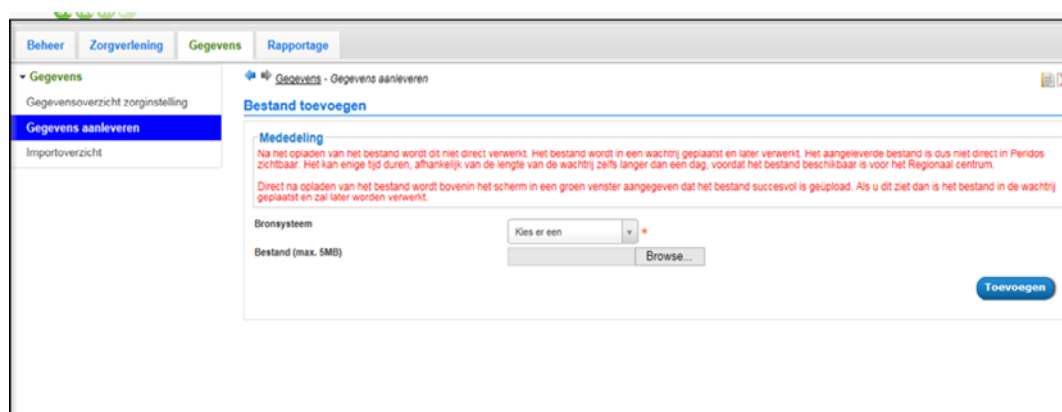 Beheer Zorgverlening Gegevens Rapportage
Gegevens
Gegevensoverzicht zorginstelling
Gegevens aanleveren
Importoverzicht
Gegevens - Gegevens aanleveren
Bestand toevoegen
Mededeling
Na het opladen van het bestand wordt dit niet direct verwerkt. Het bestand wordt in een wachtrij geplaatst en later verwerkt. Het aangeleverde bestand is dus niet direct in Peridos
zichtbaar. Het kan enige tijd duren, afhankelijk van de lengte van de wachtrij zelfs langer dan een dag, voordat het bestand beschikbaar is voor het Regionaal centrum.
Direct na opladen van het bestand wordt bovenin het scherm in een groen venster aangegeven dat het bestand succesvol is geüpload. Als u dit ziet dan is het bestand in de wachtrij
geplaatst en zal later worden verwerkt.
Bronsysteem
Kies er een *
Bestand (max. 5MB)
Browse...
Toevoegen